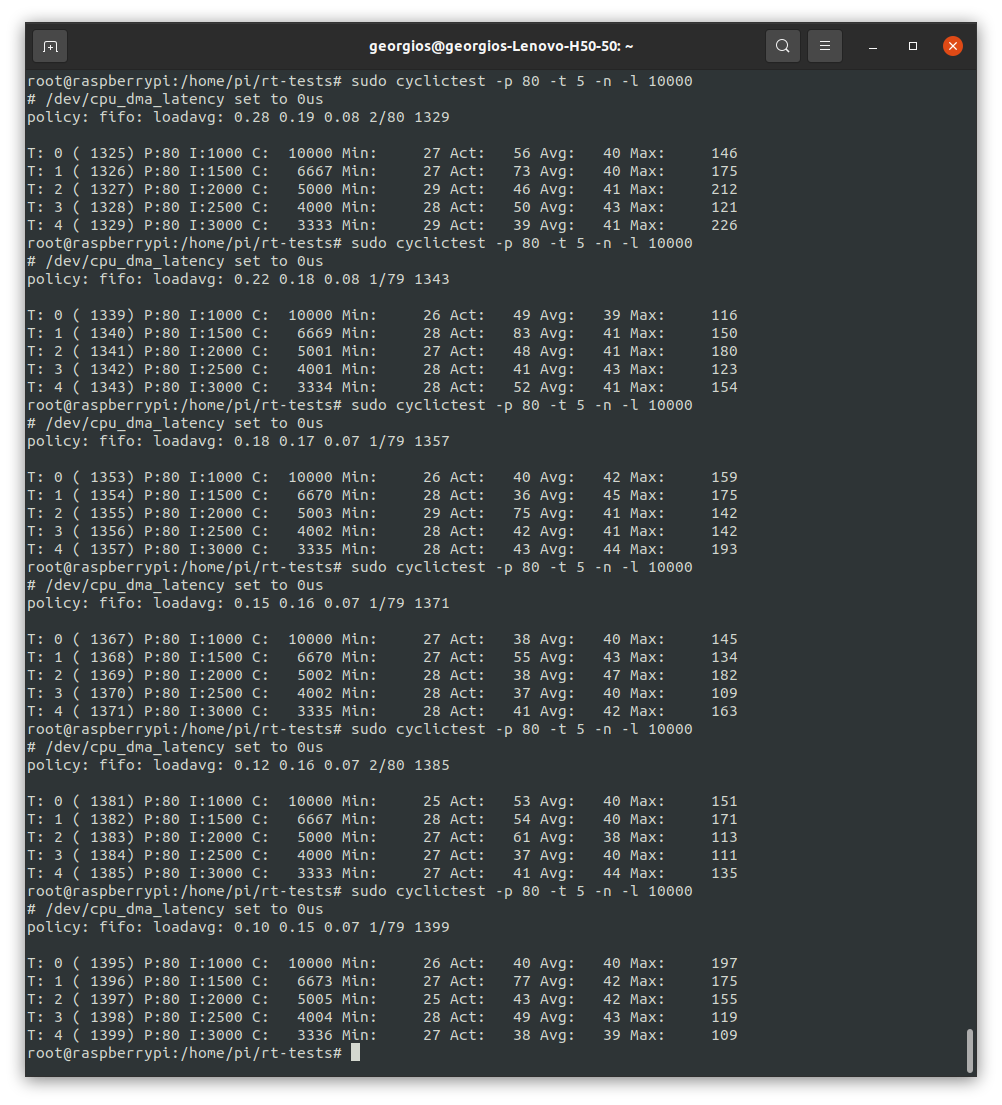 georgios@georgios-Lenovo-H50-50: ~
root@raspberrypi:/home/pi/rt-tests# sudo cyclictest -p 80 -t 5 -n -l 10000
# /dev/cpu_dma_latency set to 0us
policy: fifo: loadavg: 0.28 0.19 0.08 2/80 1329
T: 0 ( 1325) P:80 I:1000 C:  10000 Min:     27 Act:   56 Avg:   40 Max:     146
T: 1 ( 1326) P:80 I:1500 C:   6667 Min:     27 Act:   73 Avg:   40 Max:     175
T: 2 ( 1327) P:80 I:2000 C:   5000 Min:     29 Act:   46 Avg:   41 Max:     212
T: 3 ( 1328) P:80 I:2500 C:   4000 Min:     28 Act:   50 Avg:   43 Max:     121
T: 4 ( 1329) P:80 I:3000 C:   3333 Min:     29 Act:   39 Avg:   41 Max:     226
root@raspberrypi:/home/pi/rt-tests# sudo cyclictest -p 80 -t 5 -n -l 10000
# /dev/cpu_dma_latency set to 0us
policy: fifo: loadavg: 0.22 0.18 0.08 1/79 1343
T: 0 ( 1339) P:80 I:1000 C:  10000 Min:     26 Act:   49 Avg:   39 Max:     116
T: 1 ( 1340) P:80 I:1500 C:   6669 Min:     28 Act:   83 Avg:   41 Max:     150
T: 2 ( 1341) P:80 I:2000 C:   5001 Min:     27 Act:   48 Avg:   41 Max:     180
T: 3 ( 1342) P:80 I:2500 C:   4001 Min:     28 Act:   41 Avg:   43 Max:     123
T: 4 ( 1343) P:80 I:3000 C:   3334 Min:     28 Act:   52 Avg:   41 Max:     154
root@raspberrypi:/home/pi/rt-tests# sudo cyclictest -p 80 -t 5 -n -l 10000
# /dev/cpu_dma_latency set to 0us
policy: fifo: loadavg: 0.18 0.17 0.07 1/79 1357
T: 0 ( 1353) P:80 I:1000 C:  10000 Min:     26 Act:   40 Avg:   42 Max:     159
T: 1 ( 1354) P:80 I:1500 C:   6670 Min:     28 Act:   36 Avg:   45 Max:     175
T: 2 ( 1355) P:80 I:2000 C:   5003 Min:     29 Act:   75 Avg:   41 Max:     142
T: 3 ( 1356) P:80 I:2500 C:   4002 Min:     28 Act:   42 Avg:   41 Max:     142
T: 4 ( 1357) P:80 I:3000 C:   3335 Min:     28 Act:   43 Avg:   44 Max:     193
root@raspberrypi:/home/pi/rt-tests# sudo cyclictest -p 80 -t 5 -n -l 10000
# /dev/cpu_dma_latency set to 0us
policy: fifo: loadavg: 0.15 0.16 0.07 1/79 1371
T: 0 ( 1367) P:80 I:1000 C:  10000 Min:     27 Act:   38 Avg:   40 Max:     145
T: 1 ( 1368) P:80 I:1500 C:   6670 Min:     27 Act:   55 Avg:   43 Max:     134
T: 2 ( 1369) P:80 I:2000 C:   5002 Min:     28 Act:   38 Avg:   47 Max:     182
T: 3 ( 1370) P:80 I:2500 C:   4002 Min:     28 Act:   37 Avg:   40 Max:     109
T: 4 ( 1371) P:80 I:3000 C:   3335 Min:     28 Act:   41 Avg:   42 Max:     163
root@raspberrypi:/home/pi/rt-tests# sudo cyclictest -p 80 -t 5 -n -l 10000
# /dev/cpu_dma_latency set to 0us
policy: fifo: loadavg: 0.12 0.16 0.07 2/80 1385
T: 0 ( 1381) P:80 I:1000 C:  10000 Min:     25 Act:   53 Avg:   40 Max:     151
T: 1 ( 1382) P:80 I:1500 C:   6667 Min:     28 Act:   54 Avg:   40 Max:     171
T: 2 ( 1383) P:80 I:2000 C:   5000 Min:     27 Act:   61 Avg:   38 Max:     113
T: 3 ( 1384) P:80 I:2500 C:   4000 Min:     27 Act:   37 Avg:   40 Max:     111
T: 4 ( 1385) P:80 I:3000 C:   3333 Min:     27 Act:   41 Avg:   44 Max:     135
root@raspberrypi:/home/pi/rt-tests# sudo cyclictest -p 80 -t 5 -n -l 10000
# /dev/cpu_dma_latency set to 0us
policy: fifo: loadavg: 0.10 0.15 0.07 1/79 1399
T: 0 ( 1395) P:80 I:1000 C:  10000 Min:     26 Act:   40 Avg:   40 Max:     197
T: 1 ( 1396) P:80 I:1500 C:   6673 Min:     27 Act:   77 Avg:   42 Max:     175
T: 2 ( 1397) P:80 I:2000 C:   5005 Min:     25 Act:   43 Avg:   42 Max:     155
T: 3 ( 1398) P:80 I:2500 C:   4004 Min:     28 Act:   49 Avg:   43 Max:     119
T: 4 ( 1399) P:80 I:3000 C:   3336 Min:     27 Act:   38 Avg:   39 Max:     109
root@raspberrypi:/home/pi/rt-tests#